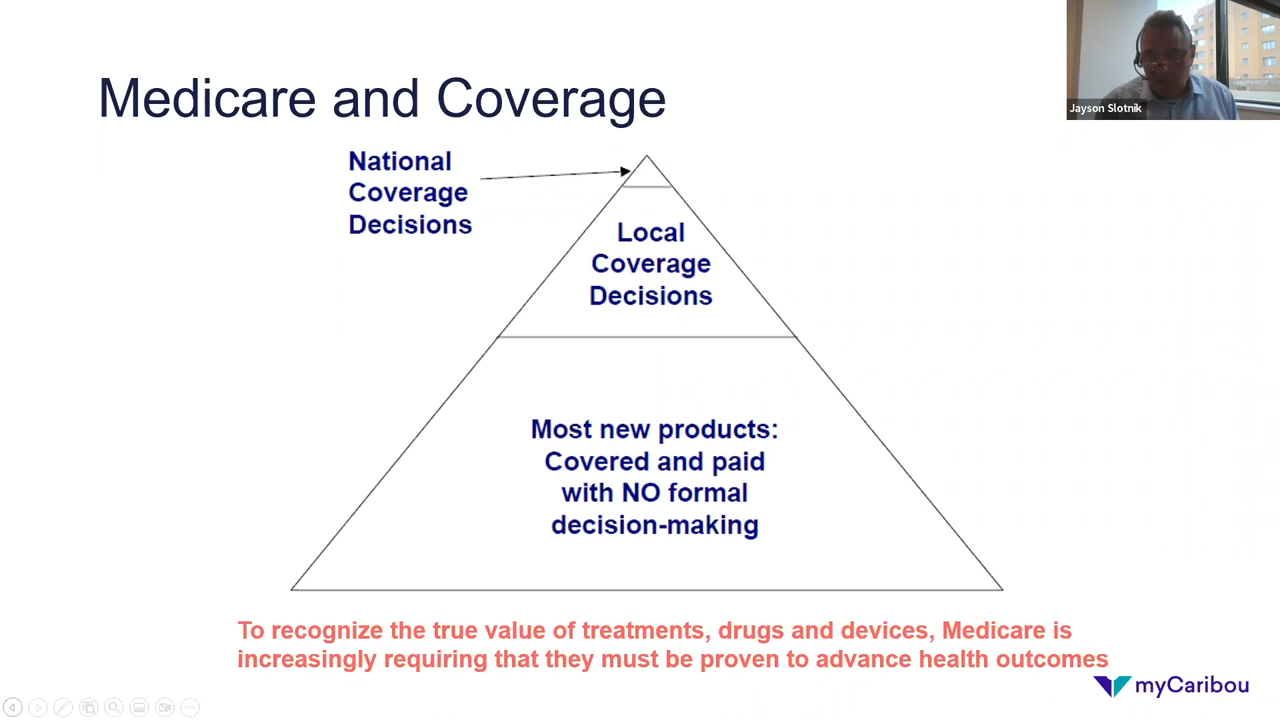 Medicare and Coverage
Jayson Slotnik
National
Coverage
Decisions
Local
Coverage
Decisions
Most new products:
Covered and paid
with NO formal
decision-making
To recognize the true value of treatments, drugs and devices, Medicare is
increasingly requiring that they must be proven to advance health outcomes
myCaribou